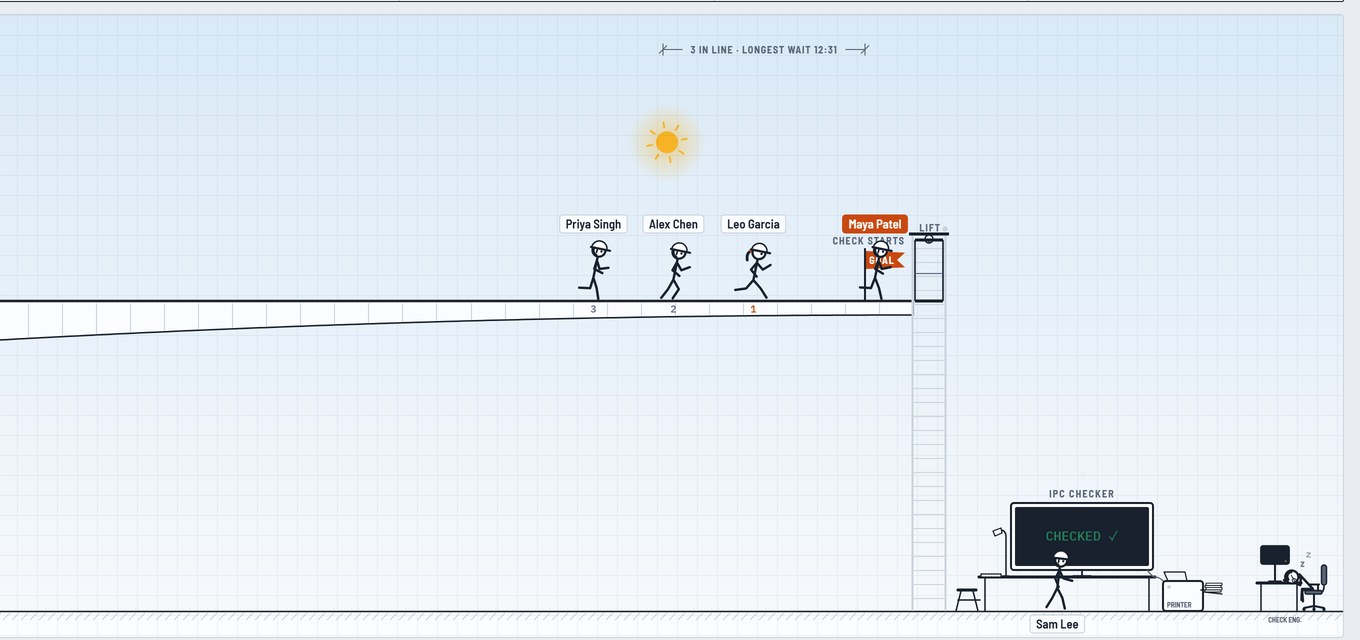 3 IN LINE · LONGEST WAIT 12:31
Priya Singh
Alex Chen
Leo Garcia
Maya Patel
LIFT
CHECK STARTS
GOAL
3
2
1
IPC CHECKER
CHECKED ✓
z
z
PRINTER
CHECK ENG.
Sam Lee